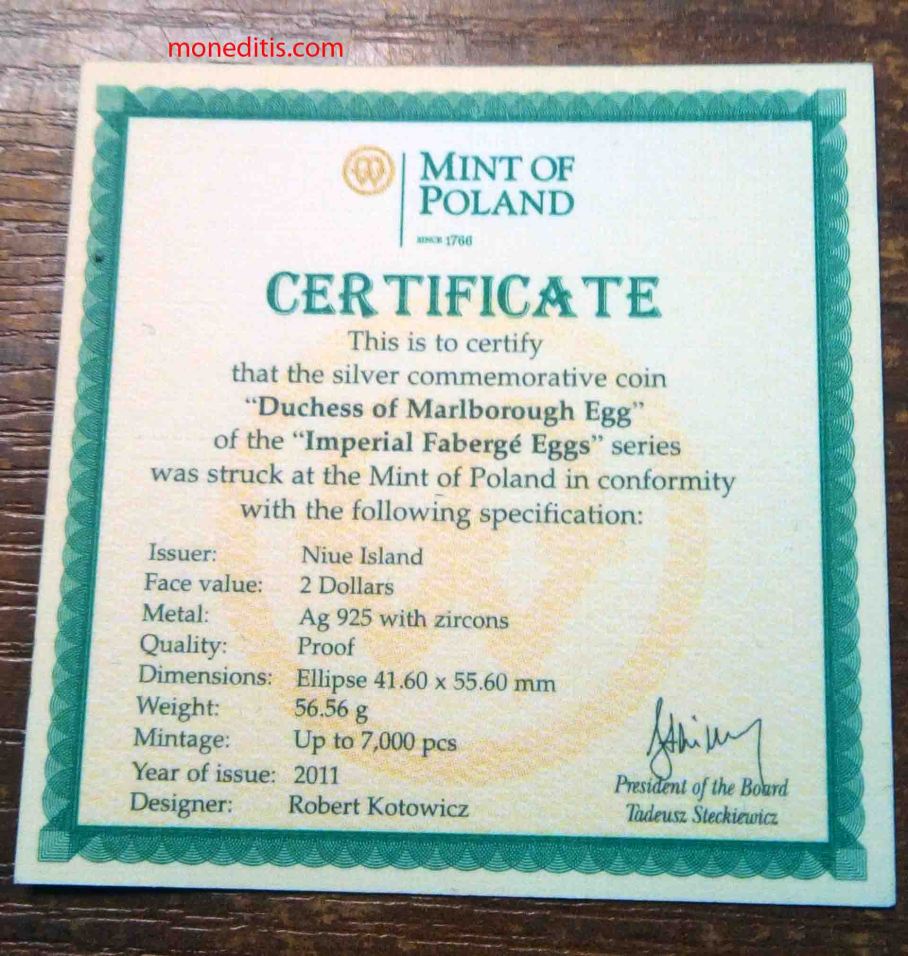 moneditis.com
MINT OF
POLAND
SINCE 1766
CERTIFICATE
This is to certify
that the silver commemorative coin
“Duchess of Marlborough Egg”
of the “Imperial Fabergé Eggs” series
was struck at the Mint of Poland in conformity
with the following specification:
Issuer: Niue Island
Face value: 2 Dollars
Metal: Ag 925 with zircons
Quality: Proof
Dimensions: Ellipse 41.60 x 55.60 mm
Weight: 56.56 g
Mintage: Up to 7,000 pcs
Year of issue: 2011
Designer: Robert Kotowicz
President of the Board
Tadeusz Steckiewicz